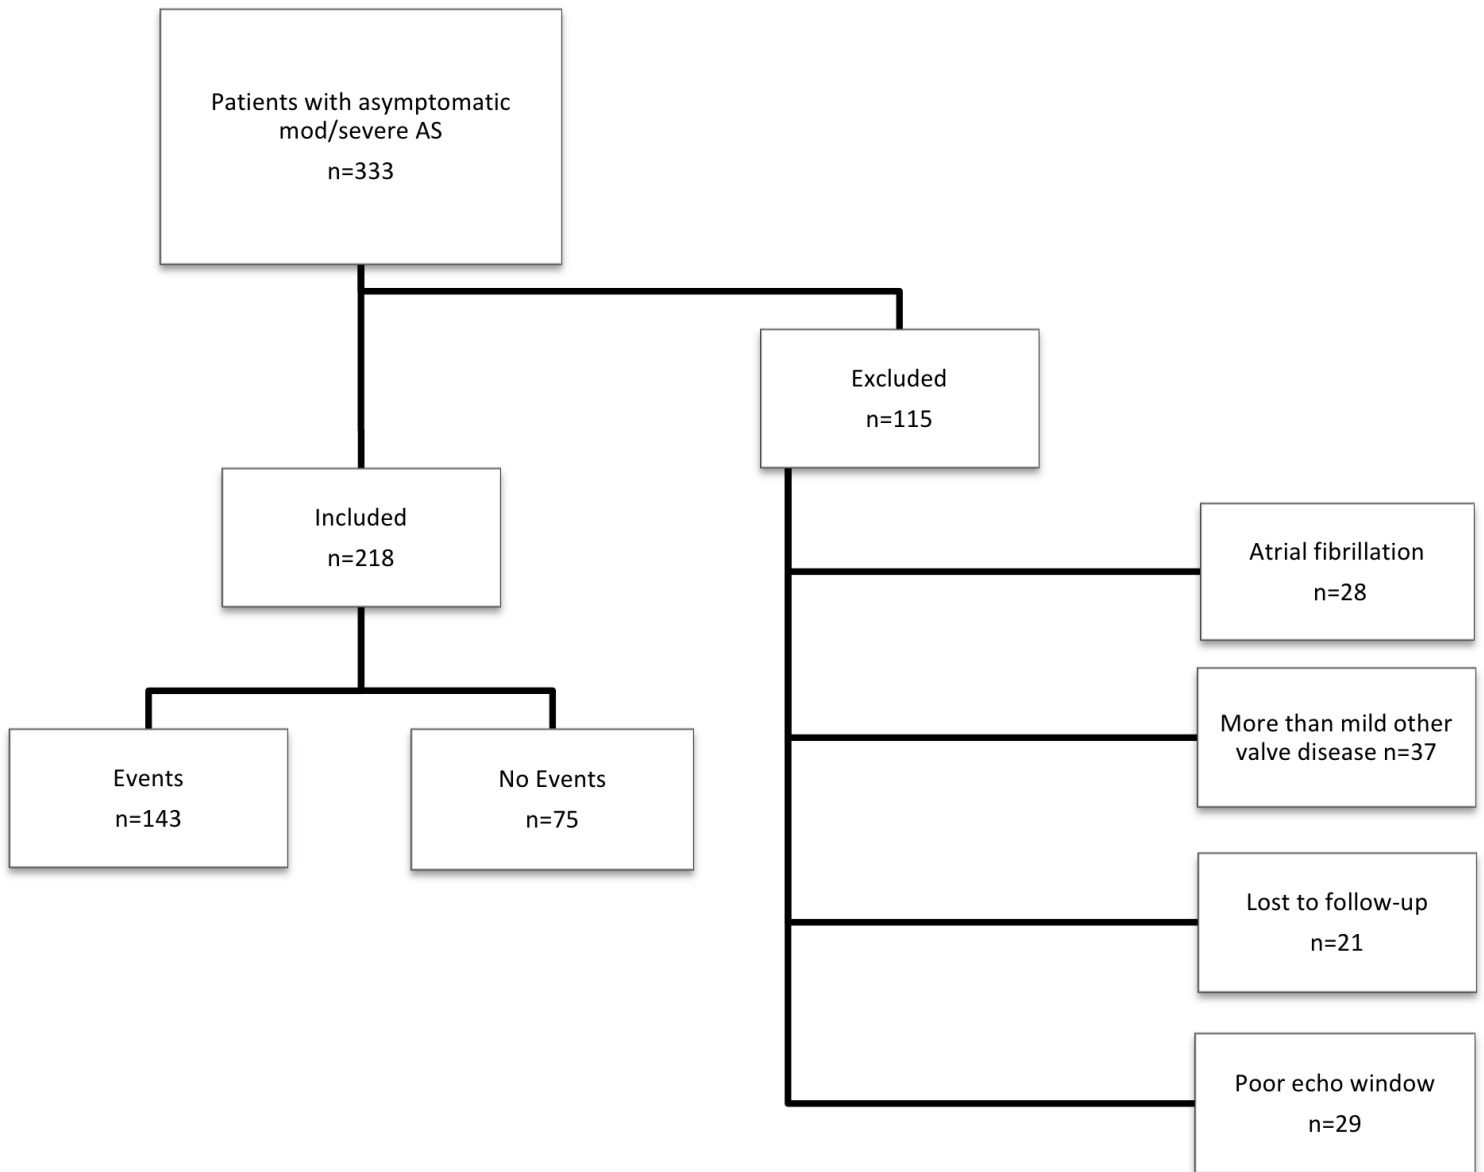 Patients with asymptomatic
mod/severe AS
n=333
Excluded
n=115
Included
n=218
Events
n=143
No Events
n=75
Atrial fibrillation
n=28
More than mild other
valve disease n=37
Lost to follow-up
n=21
Poor echo window
n=29